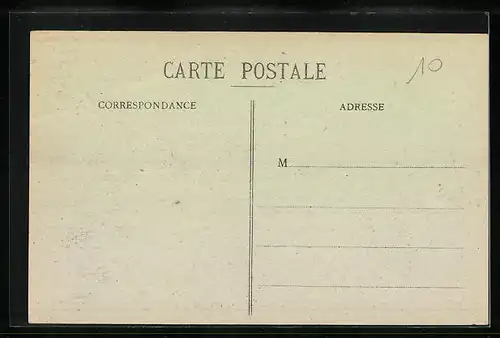 CARTE POSTALE
10
CORRESPONDANCE
ADRESSE
M